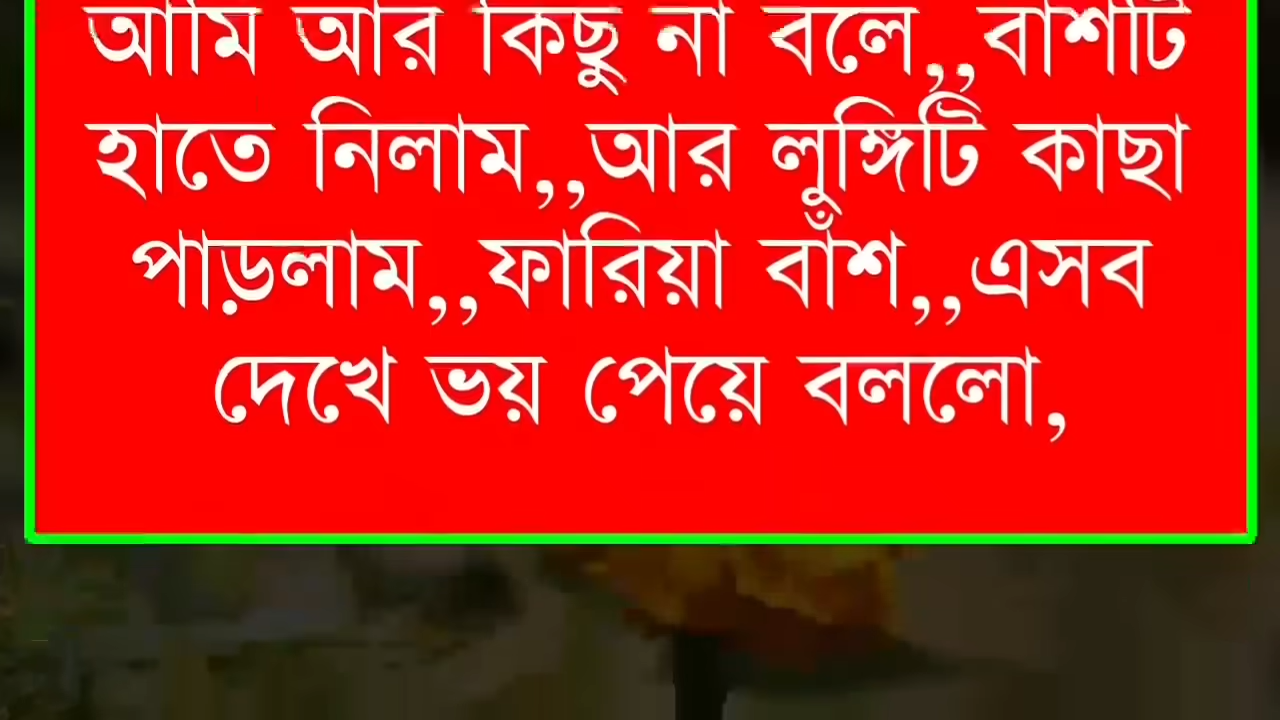 আমি আর কিছু না বলে,,বাশটি
হাতে নিলাম,,আর লুঙ্গিটি কাছা
পাড়লাম,,ফারিয়া বাঁশ,,এসব
দেখে ভয় পেয়ে বললো,